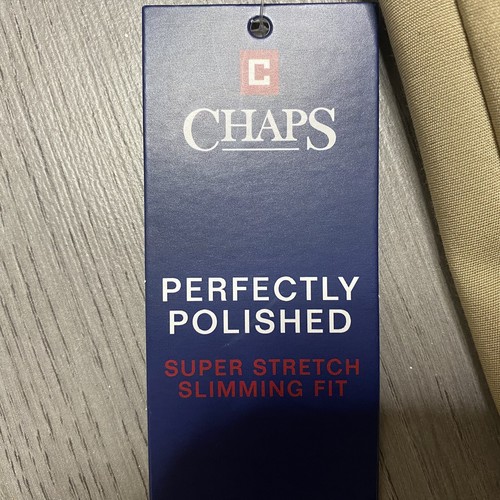 C
CHAPS
PERFECTLY
POLISHED
SUPER STRETCH
SLIMMING FIT